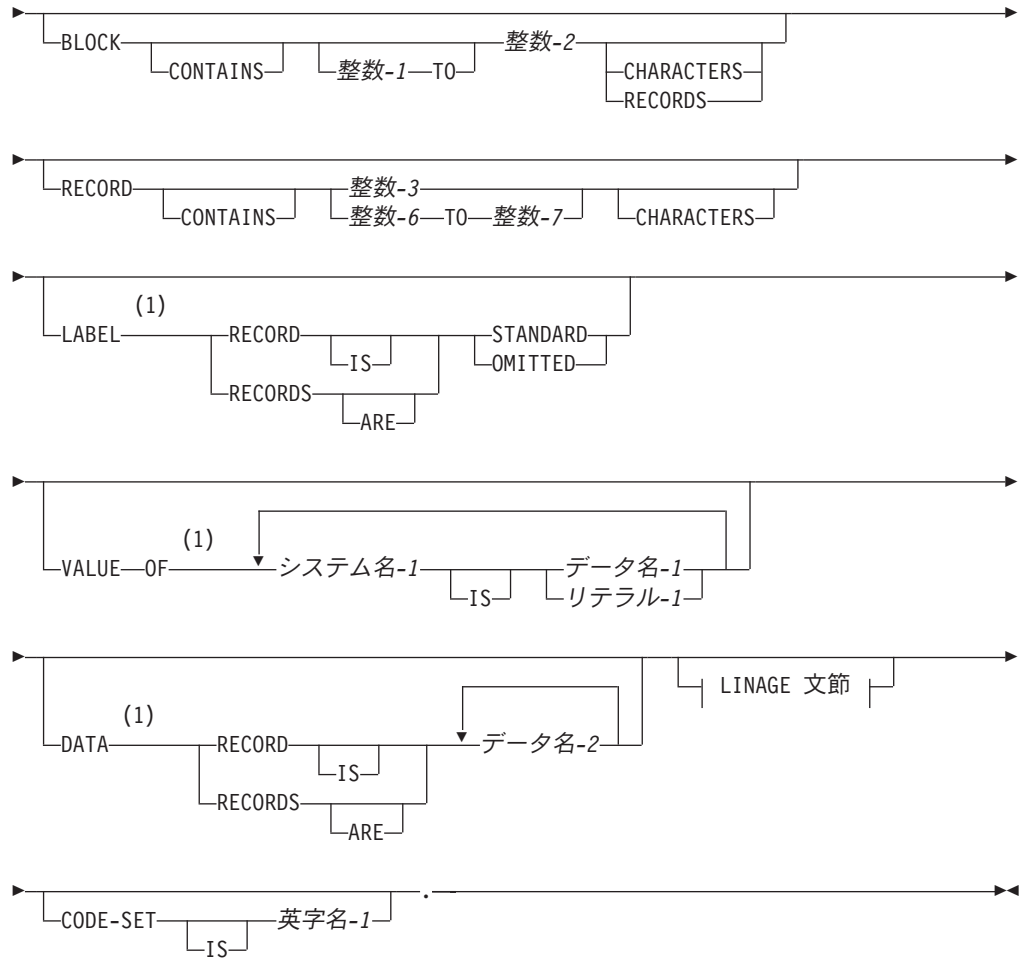 BLOCK CONTAINS 整数-1 TO 整数-2 CHARACTERS
RECORDS
RECORD CONTAINS 整数-3 CHARACTERS
整数-6 TO 整数-7
(1)
LABEL RECORD IS STANDARD
OMITTED
RECORDS ARE
(1)
VALUE OF システム名-1 IS データ名-1
リテラル-1
LINAGE 文節
(1)
DATA RECORD IS データ名-2
RECORDS ARE
CODE-SET IS 英字名-1 .